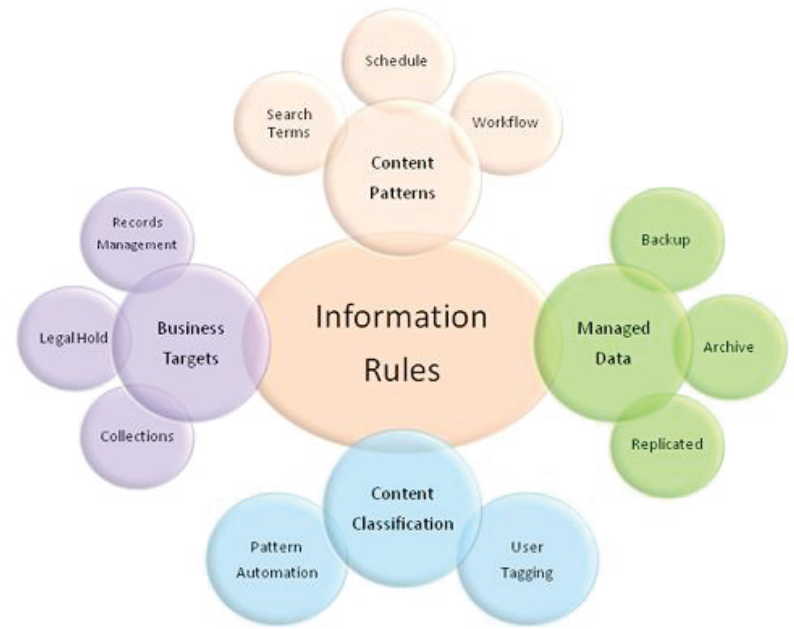 Schedule
Search
Terms
Workflow
Content
Patterns
Records
Management
Legal Hold
Collections
Business
Targets
Information
Rules
Managed
Data
Backup
Archive
Replicated
Content
Classification
Pattern
Automation
User
Tagging